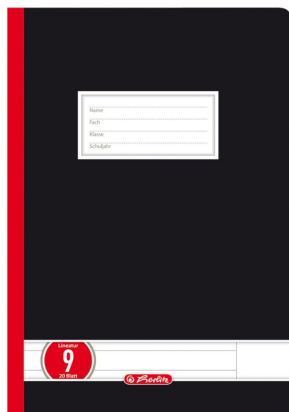 Name
Fach
Klasse
Schuljahr
Lineatur
9
20 Blatt
Herlitz